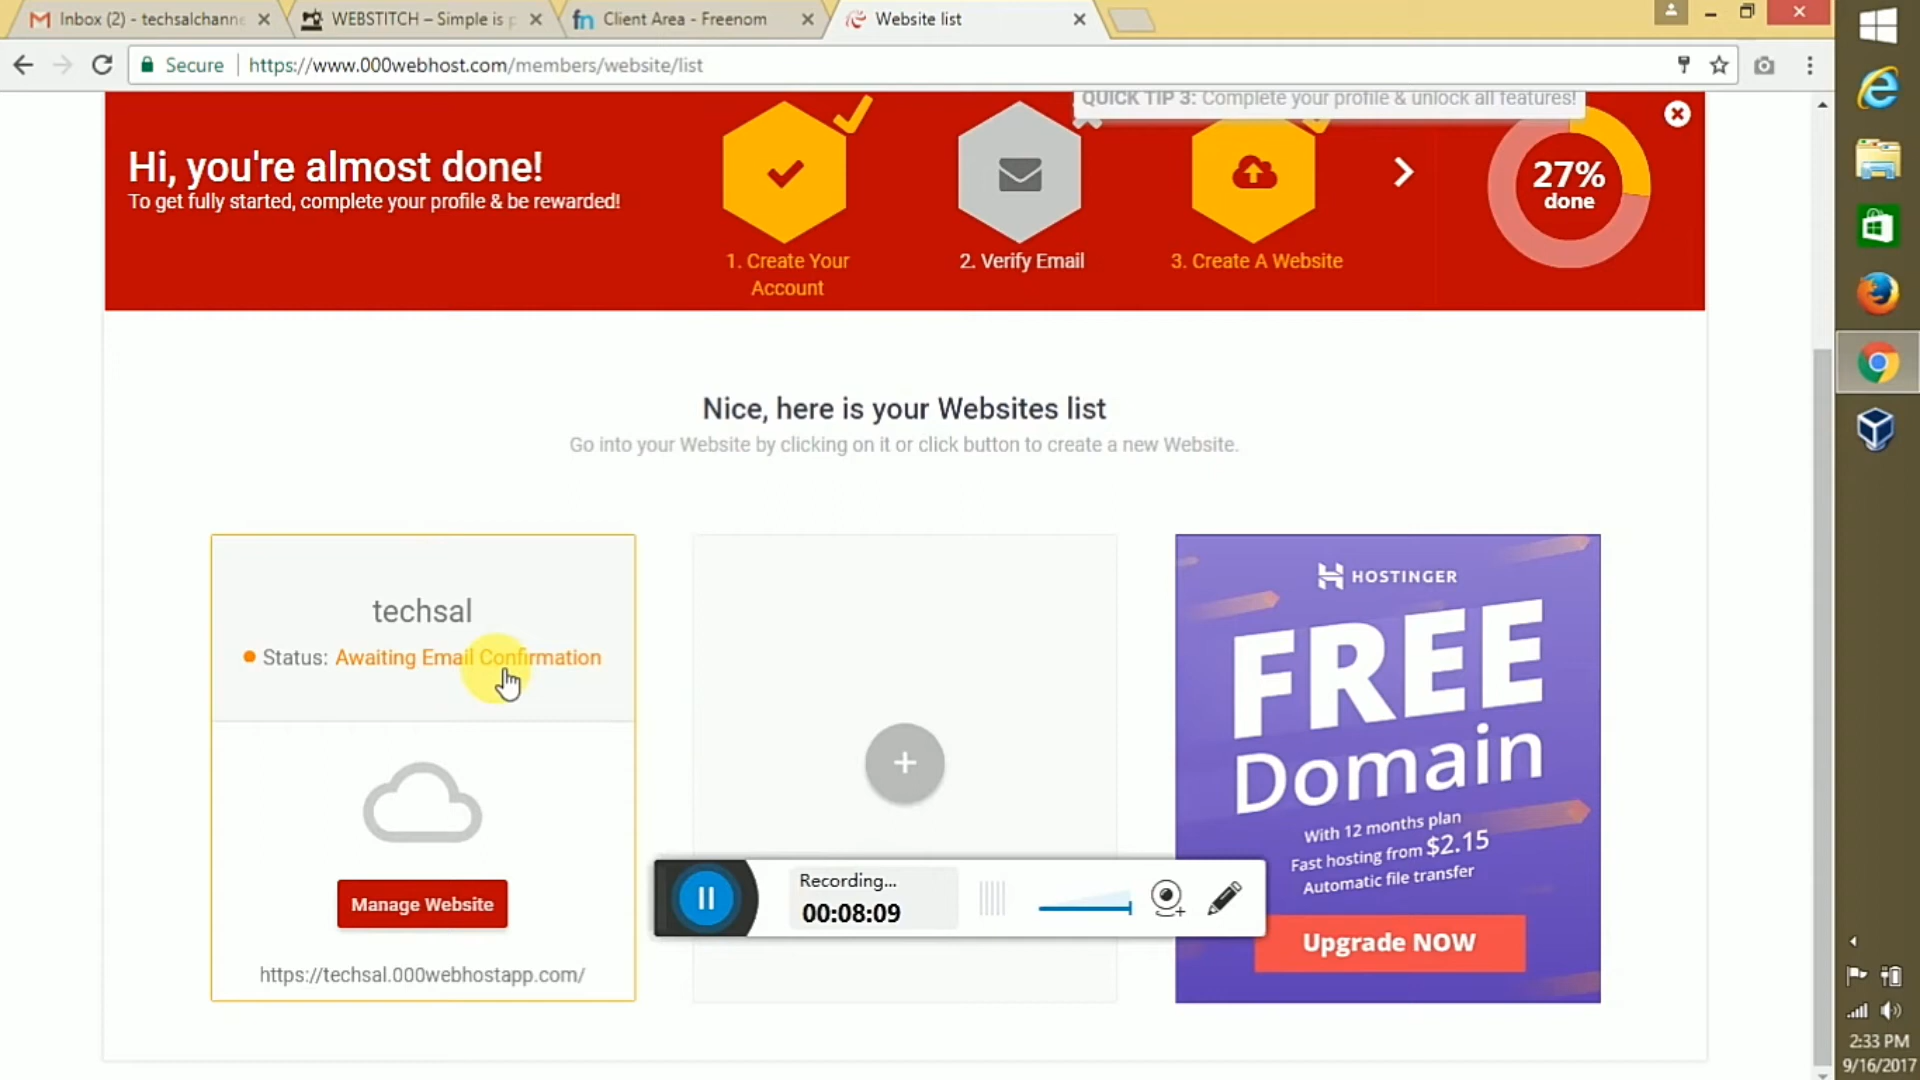 Inbox (2) - techsalchanne
WEBSTITCH – Simple is p
Client Area - Freenom
Website list
Secure
https://www.000webhost.com/members/website/list
QUICK TIP 3: Complete your profile & unlock all features!
Hi, you're almost done!
To get fully started, complete your profile & be rewarded!
1. Create Your
Account
2. Verify Email
3. Create A Website
27%
done
Nice, here is your Websites list
Go into your Website by clicking on it or click button to create a new Website.
techsal
Status: Awaiting Email Confirmation
Manage Website
https://techsal.000webhostapp.com/
HOSTINGER
FREE
Domain
With 12 months plan
Fast hosting from $2.15
Automatic file transfer
Upgrade NOW
Recording...
00:08:09
2:33 PM
9/16/2017